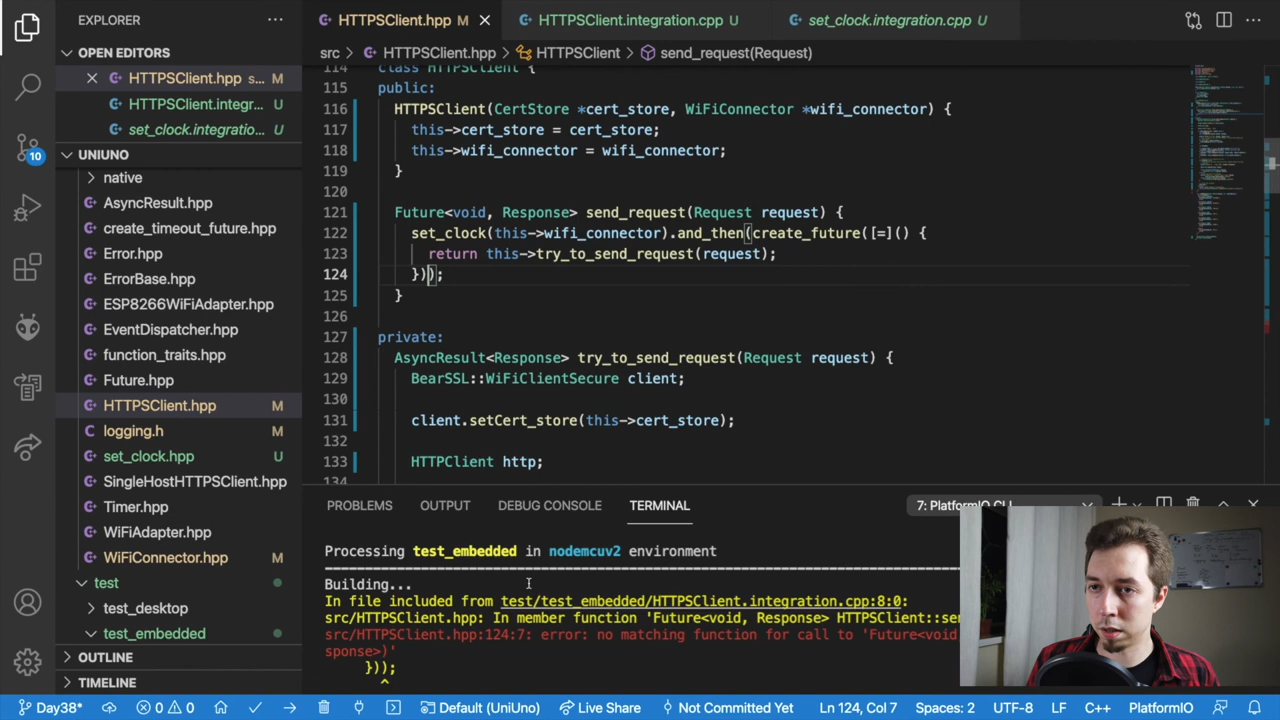 EXPLORER ···
OPEN EDITORS
HTTPSClient.hpp s... M
HTTPSClient.integr... U
set_clock.integratio... U
10
UNIUNO
native
AsyncResult.hpp
create_timeout_future.hpp
Error.hpp
ErrorBase.hpp
ESP8266WiFiAdapter.hpp
EventDispatcher.hpp
function_traits.hpp
Future.hpp
HTTPSClient.hpp M
logging.h M
set_clock.hpp U
SingleHostHTTPSClient.hpp
Timer.hpp
WiFiAdapter.hpp
WiFiConnector.hpp M
test
test_desktop
test_embedded
OUTLINE
TIMELINE
HTTPSClient.hpp M
HTTPSClient.integration.cpp U
set_clock.integration.cpp U
src > HTTPSClient.hpp > HTTPSClient > send_request(Request)
114 class HTTPSClient {
115 public:
116 HTTPSClient(CertStore *cert_store, WiFiConnector *wifi_connector) {
117 this->cert_store = cert_store;
118 this->wifi_connector = wifi_connector;
119 }
120
121 Future<void, Response> send_request(Request request) {
122 set_clock(this->wifi_connector).and_then(create_future([=]() {
123 return this->try_to_send_request(request);
124 }));
125 }
126
127 private:
128 AsyncResult<Response> try_to_send_request(Request request) {
129 BearSSL::WiFiClientSecure client;
130
131 client.setCert_store(this->cert_store);
132
133 HTTPClient http;
134
PROBLEMS OUTPUT DEBUG CONSOLE TERMINAL 7: PlatformIO CLI
Processing test_embedded in nodemcuv2 environment
Building...
In file included from test/test_embedded/HTTPSClient.integration.cpp:8:0:
src/HTTPSClient.hpp: In member function 'Future<void, Response> HTTPSClient::sen
src/HTTPSClient.hpp:124:7: error: no matching function for call to 'Future<void
sponse>)'
}));
^
Day38* 0 0 Default (UniUno) Live Share Not Committed Yet Ln 124, Col 7 Spaces: 2 UTF-8 LF C++ PlatformIO